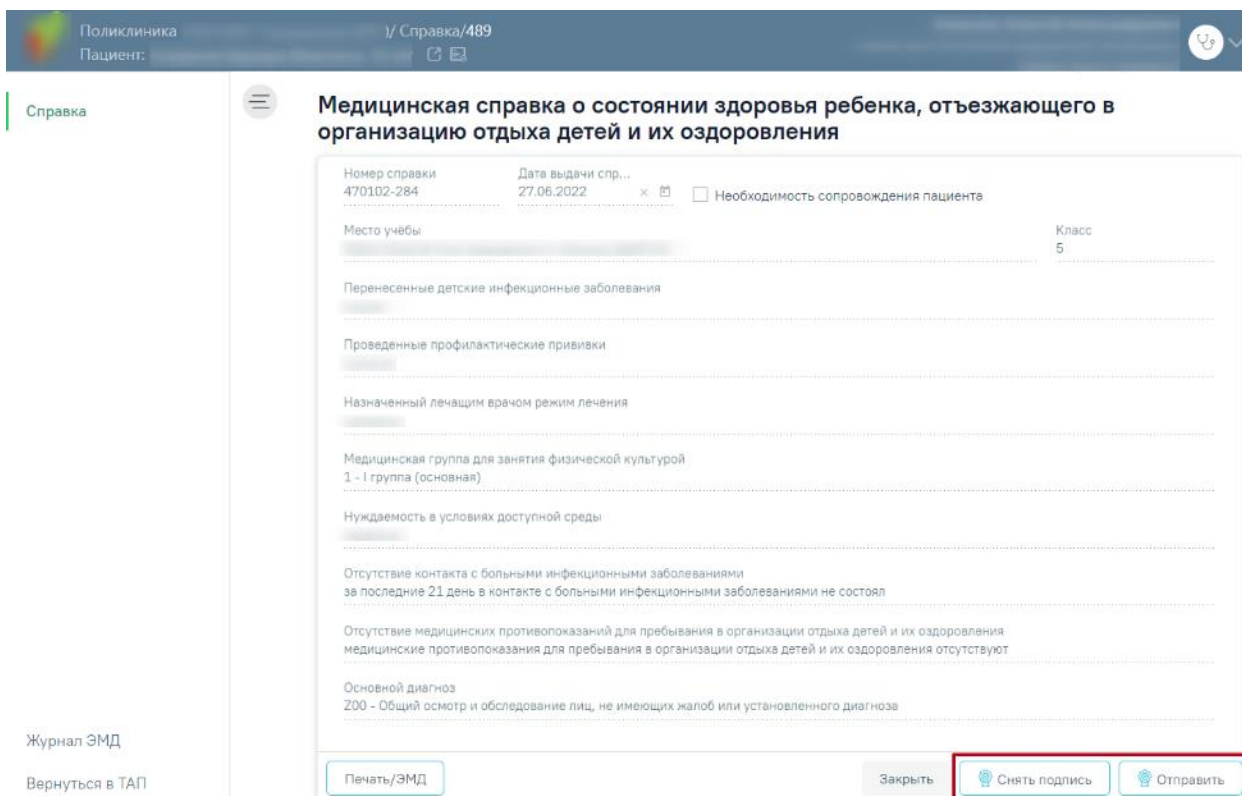 Поликлиника )/ Справка/489
Пациент:
Справка
Медицинская справка о состоянии здоровья ребенка, отъезжающего в
организацию отдыха детей и их оздоровления
Номер справки Дата выдачи спр...
470102-284 27.06.2022 Необходимость сопровождения пациента
Место учёбы Класс
5
Перенесенные детские инфекционные заболевания
Проведенные профилактические прививки
Назначенный лечащим врачом режим лечения
Медицинская группа для занятия физической культурой
1 - I группа (основная)
Нуждаемость в условиях доступной среды
Отсутствие контакта с больными инфекционными заболеваниями
за последние 21 день в контакте с больными инфекционными заболеваниями не состоял
Отсутствие медицинских противопоказаний для пребывания в организации отдыха детей и их оздоровления
медицинские противопоказания для пребывания в организации отдыха детей и их оздоровления отсутствуют
Основной диагноз
Z00 - Общий осмотр и обследование лиц, не имеющих жалоб или установленного диагноза
Журнал ЭМД
Вернуться в ТАП
Печать/ЭМД Закрыть Снять подпись Отправить